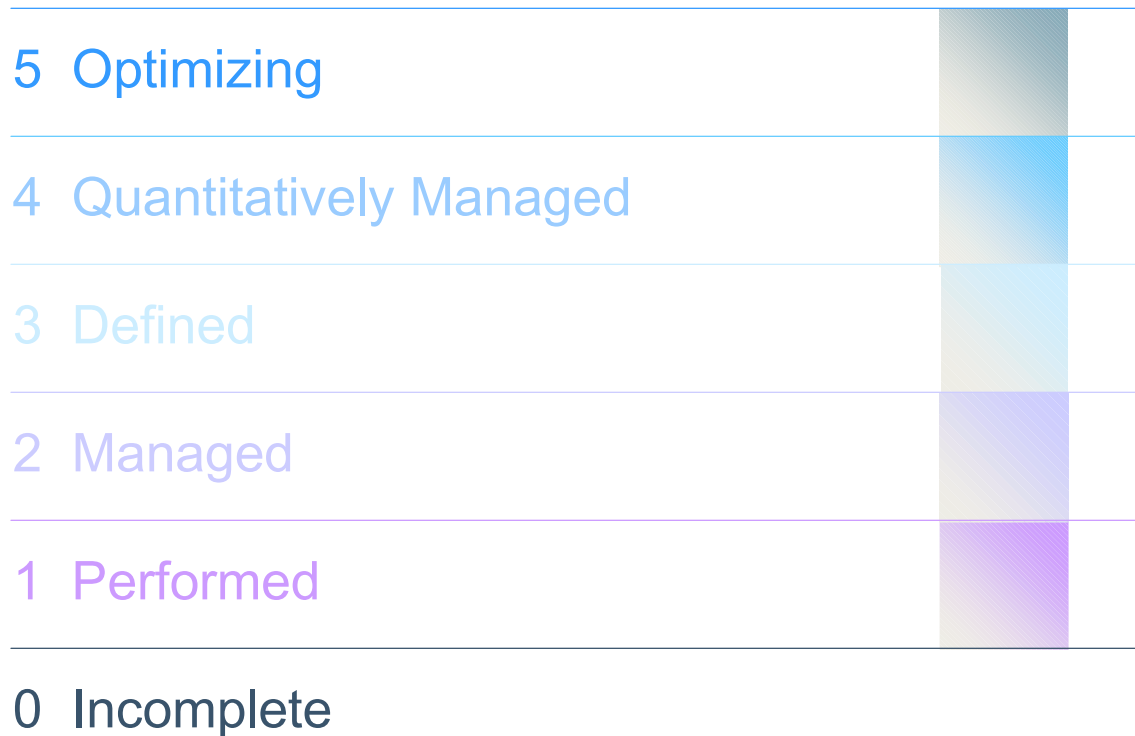 5 Optimizing
4 Quantitatively Managed
3 Defined
2 Managed
1 Performed
0 Incomplete